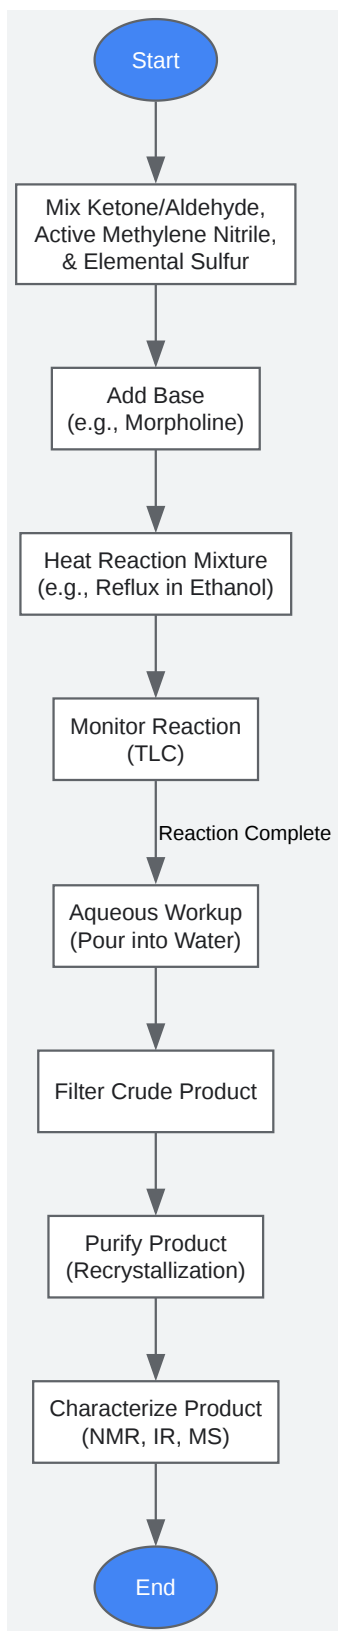 Start
Mix Ketone/Aldehyde,
Active Methylene Nitrile,
& Elemental Sulfur
Add Base
(e.g., Morpholine)
Heat Reaction Mixture
(e.g., Reflux in Ethanol)
Monitor Reaction
(TLC)
Reaction Complete
Aqueous Workup
(Pour into Water)
Filter Crude Product
Purify Product
(Recrystallization)
Characterize Product
(NMR, IR, MS)
End